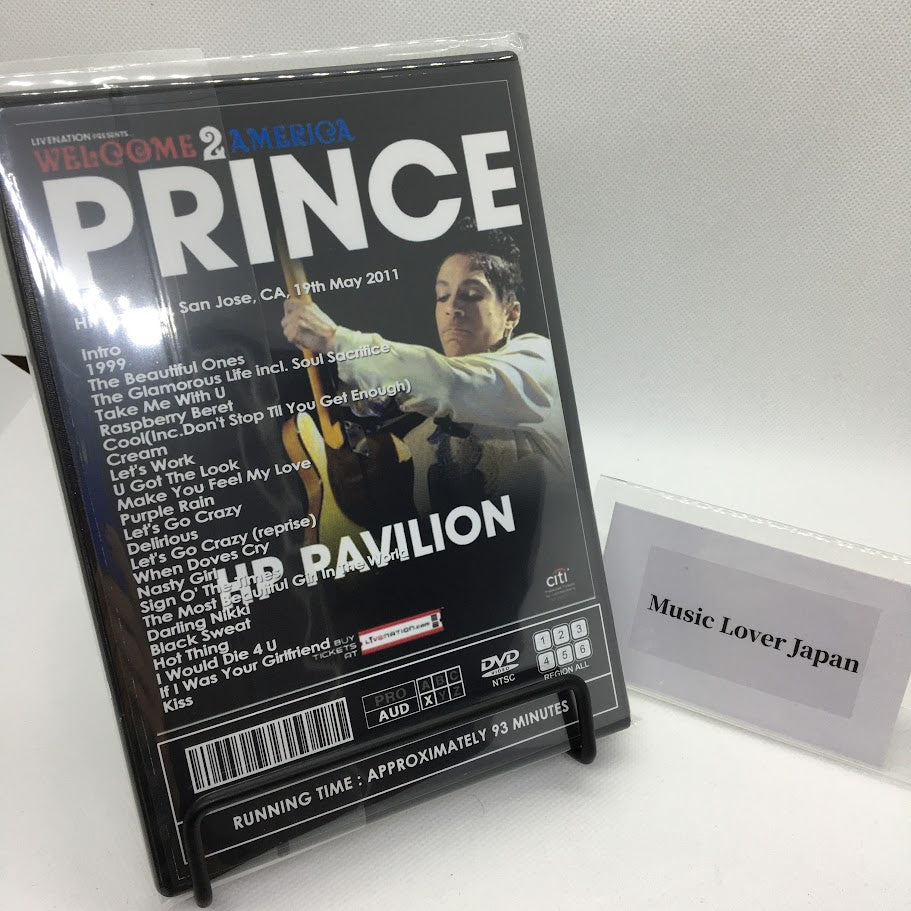 LIVENATION PRESENTS...
WELCOME 2 AMERICA
PRINCE
San Jose, CA, 19th May 2011
Intro
1999
The Beautiful Ones
The Glamorous Life incl. Soul Sacrifice
Take Me With U
Raspberry Beret
Cool(Inc.Don't Stop Til You Get Enough)
Cream
Let's Work
U Got The Look
Make You Feel My Love
Purple Rain
Let's Go Crazy
Delirious
Let's Go Crazy (reprise)
When Doves Cry
Nasty Girl
Sign O' The Times
The Most Beautiful Girl In the World
Darling Nikki
Black Sweat
Hot Thing
I Would Die 4 U
If I Was Your Girlfriend
Kiss
HP PAVILION
citi
BUY
TICKETS
AT
LIVENATION.com
PRO
AUD
ABC
XYZ
DVD
VIDEO
NTSC
1 2 3
4 5 6
REGION ALL
RUNNING TIME : APPROXIMATELY 93 MINUTES
Music Lover Japan